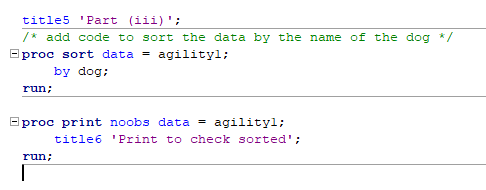 title5 'Part (iii)';
/* add code to sort the data by the name of the dog */
proc sort data = agility1;
by dog;
run;
proc print noobs data = agility1;
title6 'Print to check sorted';
run;